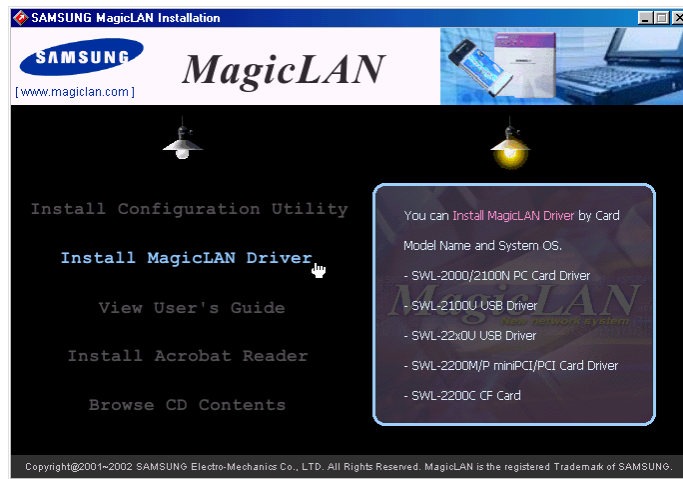 SAMSUNG MagicLAN Installation
SAMSUNG
MagicLAN
[ www.magiclan.com ]
Install Configuration Utility
Install MagicLAN Driver
View User's Guide
Install Acrobat Reader
Browse CD Contents
You can Install MagicLAN Driver by Card
Model Name and System OS.
- SWL-2000/2100N PC Card Driver
- SWL-2100U USB Driver
- SWL-22x0U USB Driver
- SWL-2200M/P miniPCI/PCI Card Driver
- SWL-2200C CF Card
MagicLAN
New network system
Copyright@2001~2002 SAMSUNG Electro-Mechanics Co., LTD. All Rights Reserved. MagicLAN is the registered Trademark of SAMSUNG.